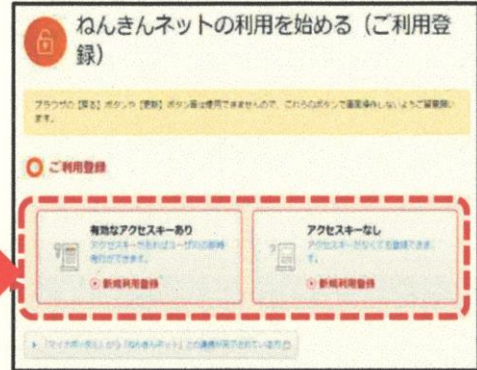 ねんきんネットの利用を始める（ご利用登
録）
ブラウザの【戻る】ボタンや【更新】ボタン等は使用できませんので、これらのボタンで画面操作しないようご留意願い
ます。
ご利用登録
有効なアクセスキーあり
アクセスキーがあればユーザIDの即時
発行ができます。
新規利用登録
アクセスキーなし
アクセスキーがなくても登録できま
す。
新規利用登録
「マイナポータル」から「ねんきんネット」との連携が完了されている方